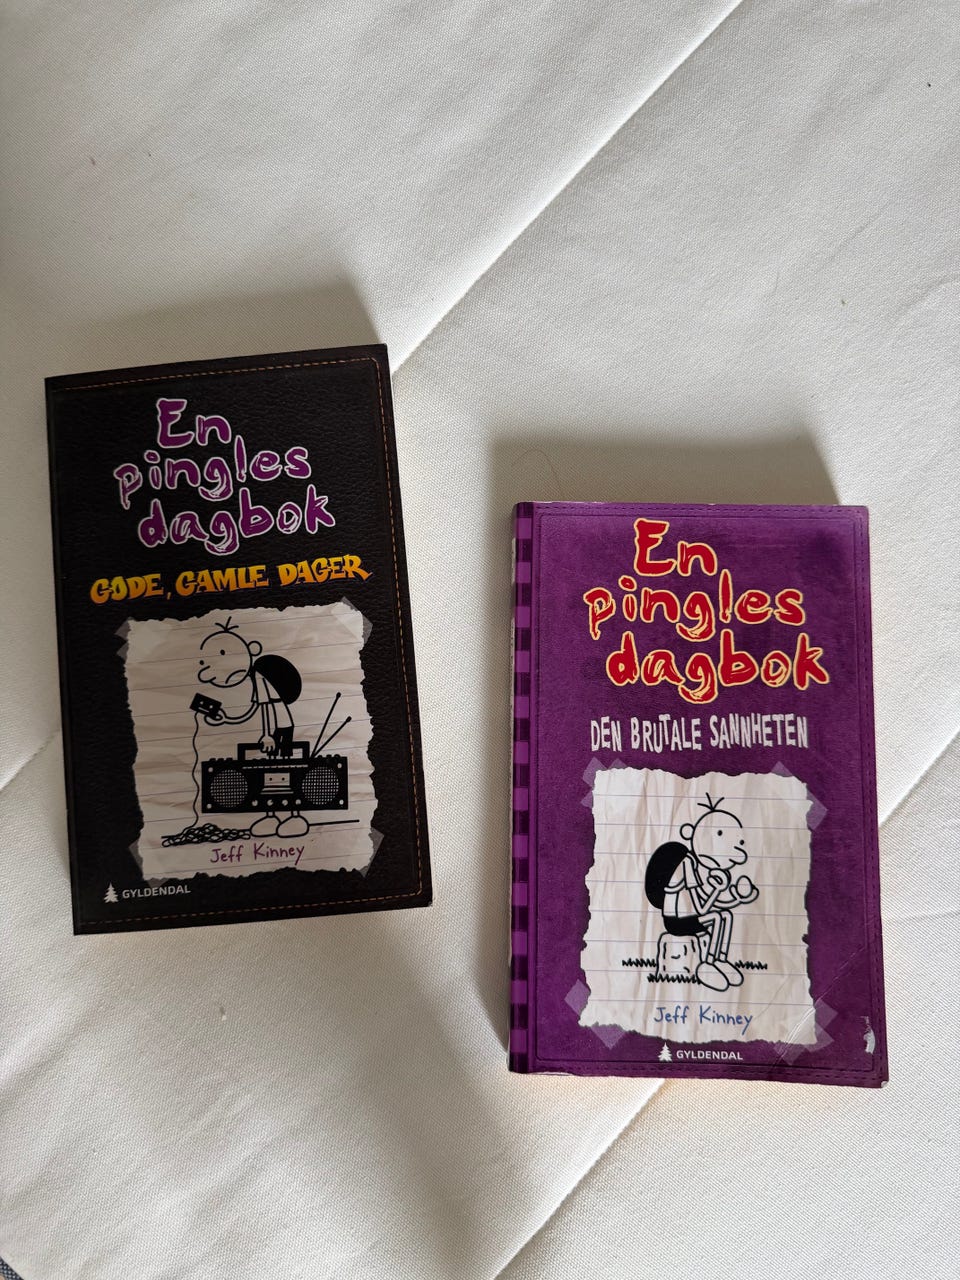 En
pingles
dagbok
GODE, GAMLE DAGER
Jeff Kinney
GYLDENDAL
En
pingles
dagbok
DEN BRUTALE SANNHETEN
Jeff Kinney
GYLDENDAL